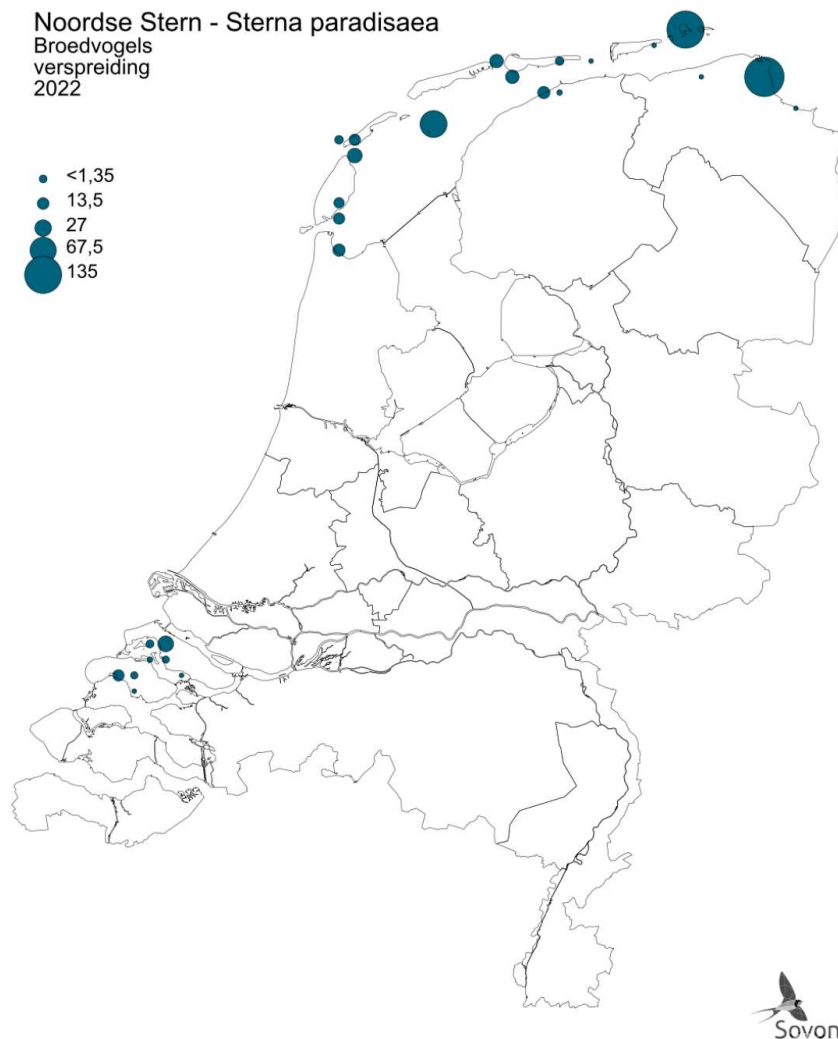 Noordse Stern - Sterna paradisaea
Broedvogels
verspreiding
2022
<1,35
13,5
27
67,5
135
Sovon